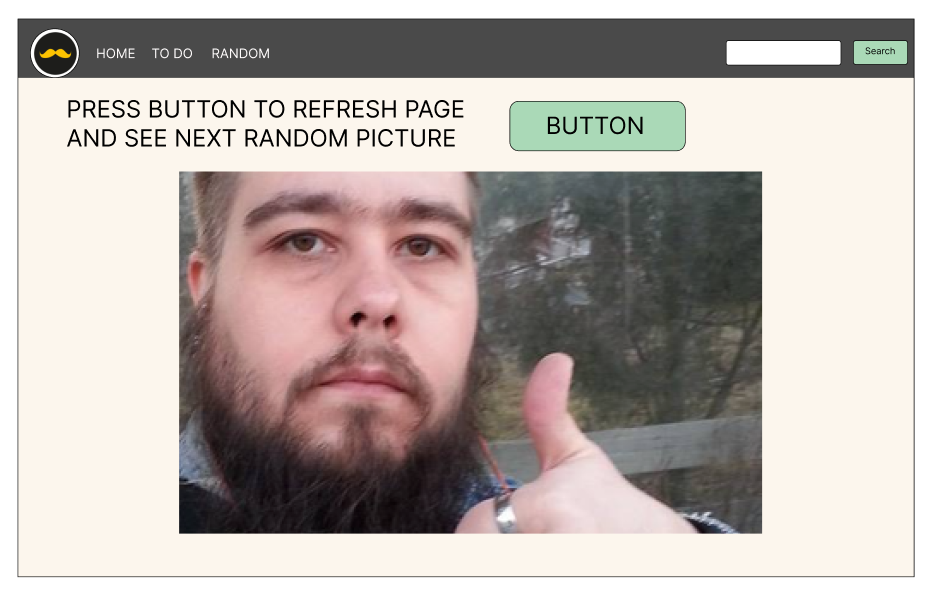 HOME TO DO RANDOM Search
PRESS BUTTON TO REFRESH PAGE
AND SEE NEXT RANDOM PICTURE
BUTTON